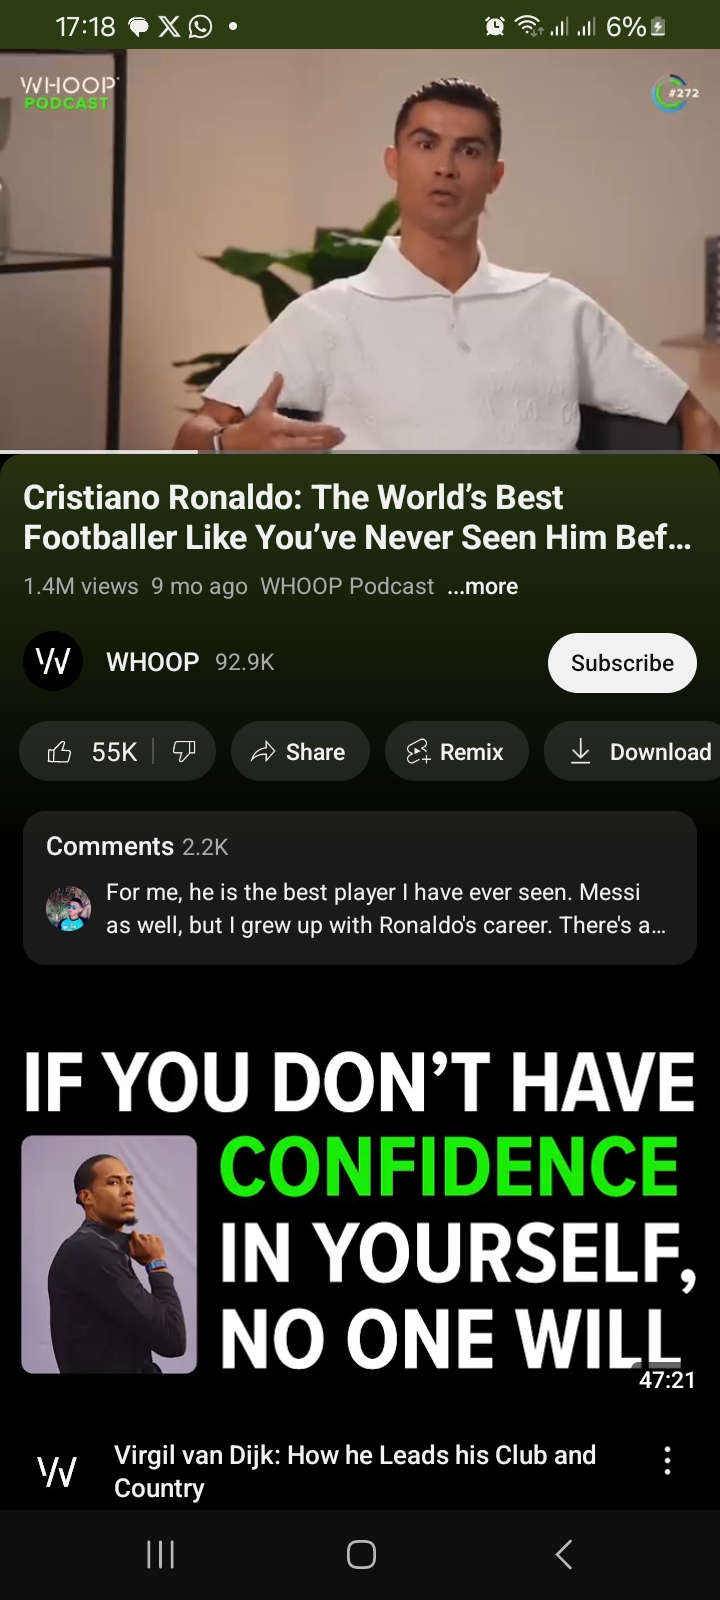 17:18
6%
WHOOP
PODCAST
#272
Cristiano Ronaldo: The World’s Best
Footballer Like You’ve Never Seen Him Bef...
1.4M views 9 mo ago WHOOP Podcast ...more
WHOOP 92.9K
Subscribe
55K
Share
Remix
Download
Comments 2.2K
For me, he is the best player I have ever seen. Messi
as well, but I grew up with Ronaldo's career. There's a...
IF YOU DON’T HAVE
CONFIDENCE
IN YOURSELF,
NO ONE WILL
47:21
Virgil van Dijk: How he Leads his Club and
Country